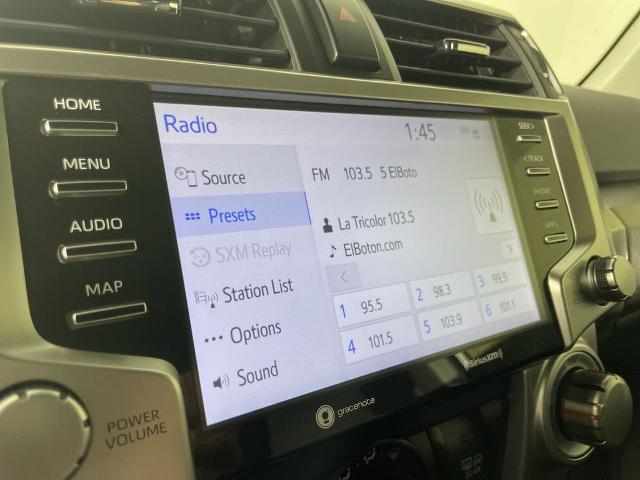 HOME
MENU
AUDIO
MAP
POWER
VOLUME
Radio
1:45
Source
Presets
SXM Replay
Station List
Options
Sound
FM 103.5 5 ElBoto
La Tricolor 103.5
ElBoton.com
1 95.5
2 98.3
3 99.9
4 101.5
5 103.9
6 101.1
gracenote
SiriusXM
SEEK>
<TRACK
PHONE
APPS